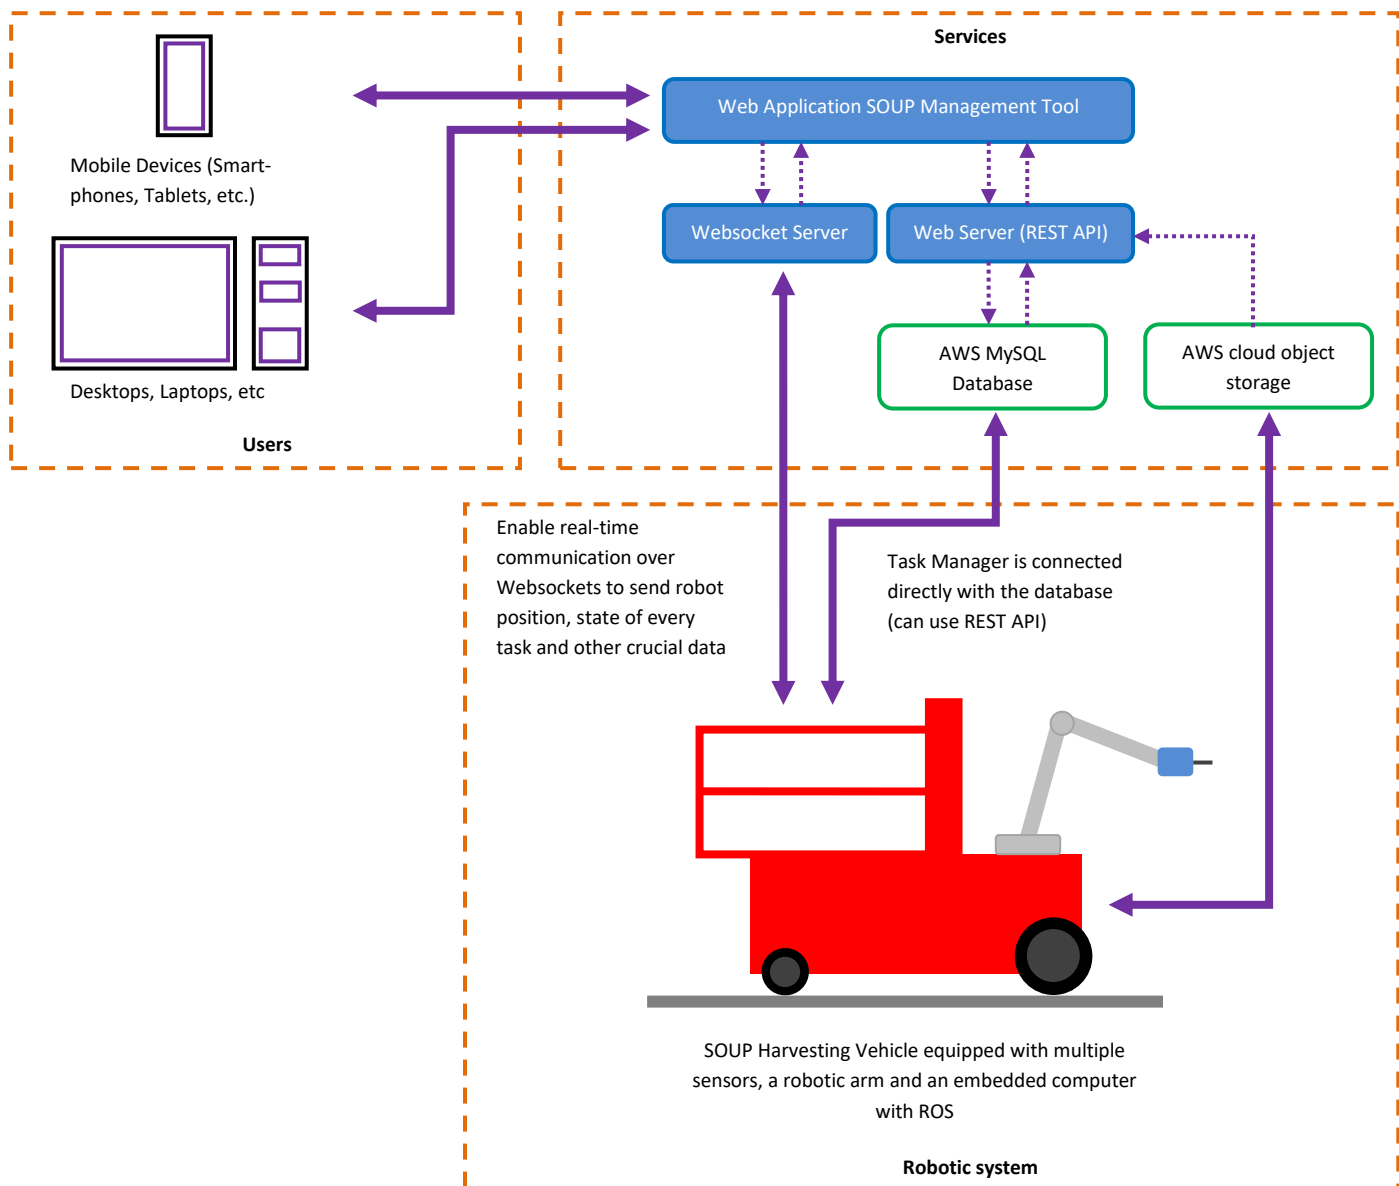 Services
Web Application SOUP Management Tool
Mobile Devices (Smart-
phones, Tablets, etc.)
Websocket Server
Web Server (REST API)
AWS MySQL
Database
AWS cloud object
storage
Desktops, Laptops, etc
Users
Enable real-time
communication over
Websockets to send robot
position, state of every
task and other crucial data
Task Manager is connected
directly with the database
(can use REST API)
SOUP Harvesting Vehicle equipped with multiple
sensors, a robotic arm and an embedded computer
with ROS
Robotic system